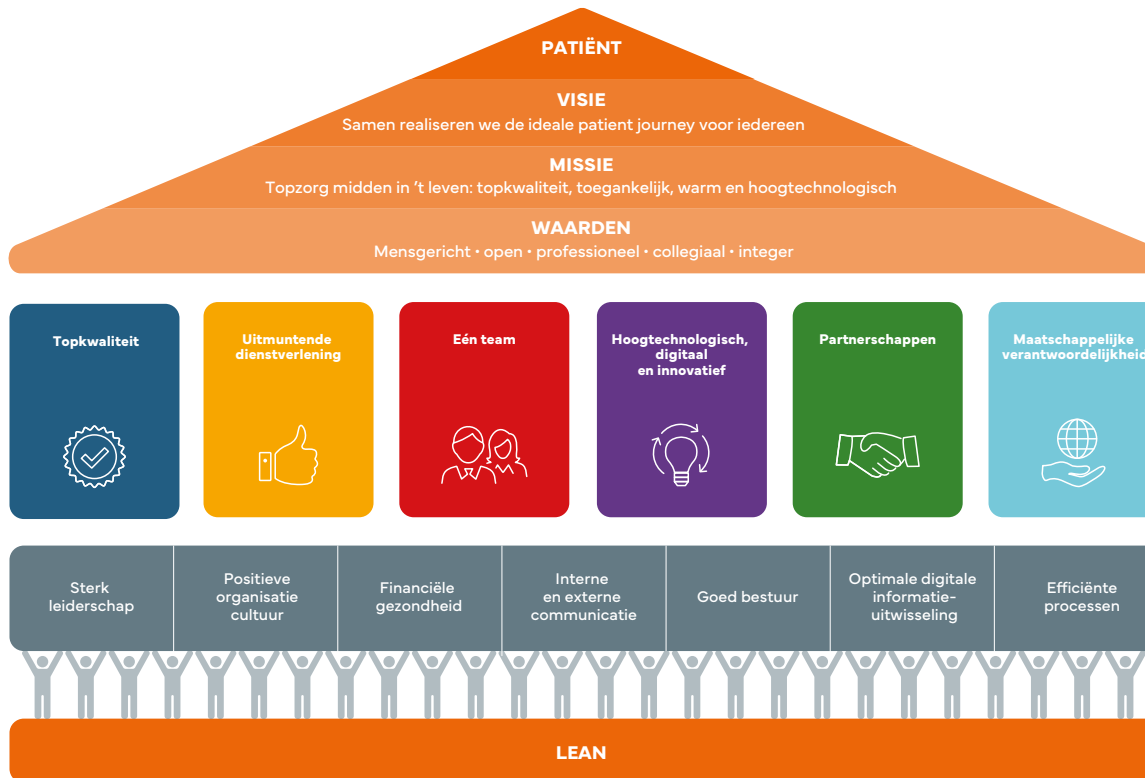 PATIËNT
VISIE
Samen realiseren we de ideale patient journey voor iedereen
MISSIE
Topzorg midden in 't leven: topkwaliteit, toegankelijk, warm en hoogtechnologisch
WAARDEN
Mensgericht • open • professioneel • collegiaal • integer
Topkwaliteit
Uitmuntende
dienstverlening
Eén team
Hoogtechnologisch,
digitaal
en innovatief
Partnerschappen
Maatschappelijke
verantwoordelijkheid
Sterk
leiderschap
Positieve
organisatie
cultuur
Financiële
gezondheid
Interne
en externe
communicatie
Goed bestuur
Optimale digitale
informatie-
uitwisseling
Efficiënte
processen
LEAN